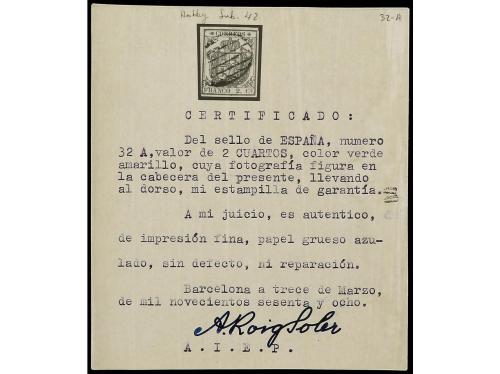 Sub. 42
32-A
CORREOS
FRANCO 2. Cs
CERTIFICADO:
Del sello de ESPAÑA, numero
32 A,valor de 2 CUARTOS, color verde
amarillo, cuya fotografía figura en
la cabecera del presente, llevando
al dorso, mi estampilla de garantía.
A mi juicio, es autentico,
de impresión fina, papel grueso azu-
lado, sin defecto, ni reparación.
Barcelona a trece de Marzo,
de mil novecientos sesenta y ocho.
A. Roig Soler
A.I.E.P.